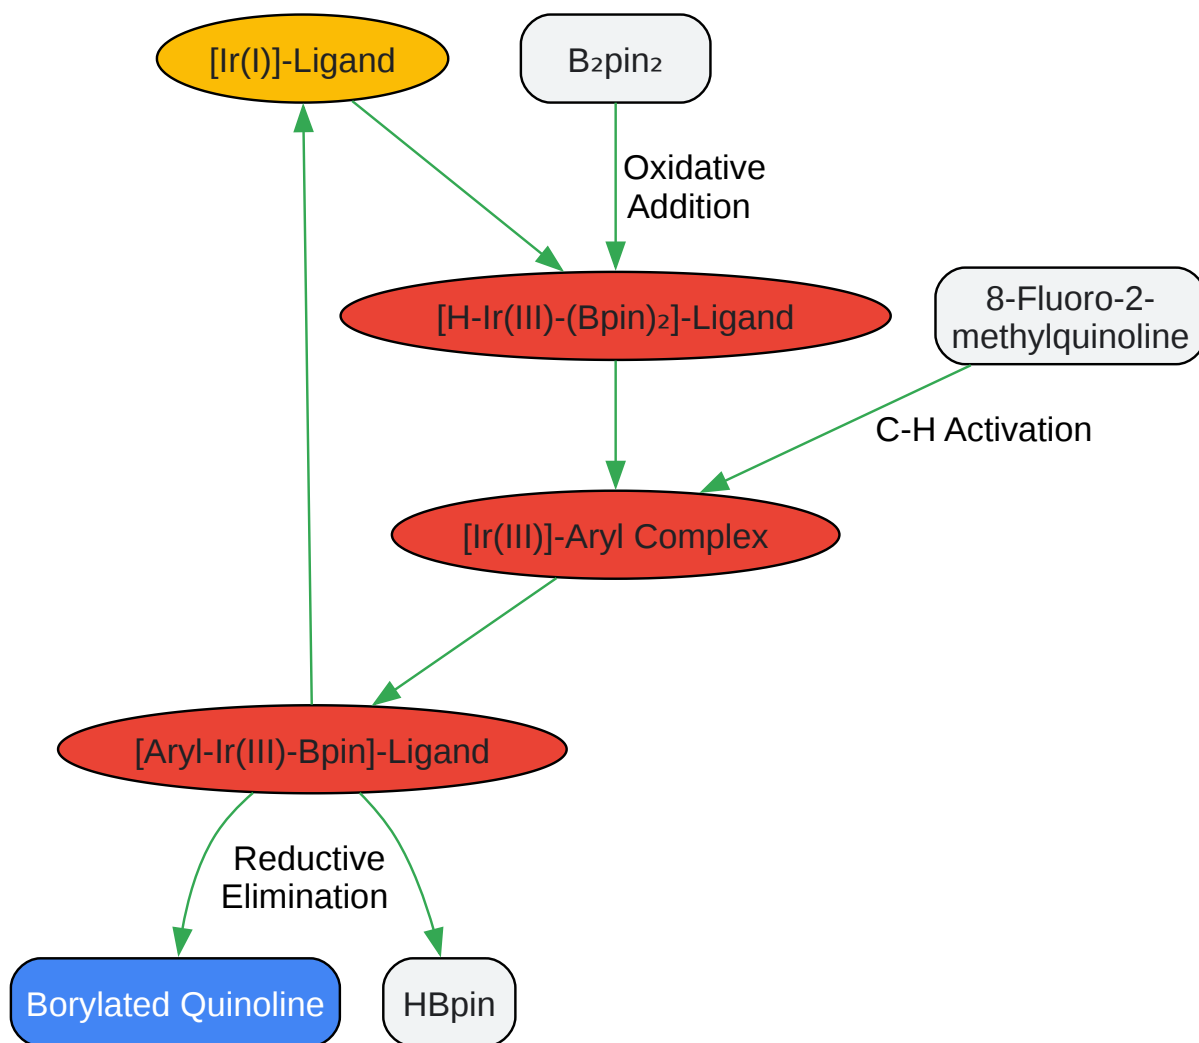 [Ir(I)]-Ligand
B₂pin₂
Oxidative
Addition
[H-Ir(III)-(Bpin)₂]-Ligand
8-Fluoro-2-
methylquinoline
C-H Activation
[Ir(III)]-Aryl Complex
[Aryl-Ir(III)-Bpin]-Ligand
Reductive
Elimination
Borylated Quinoline
HBpin